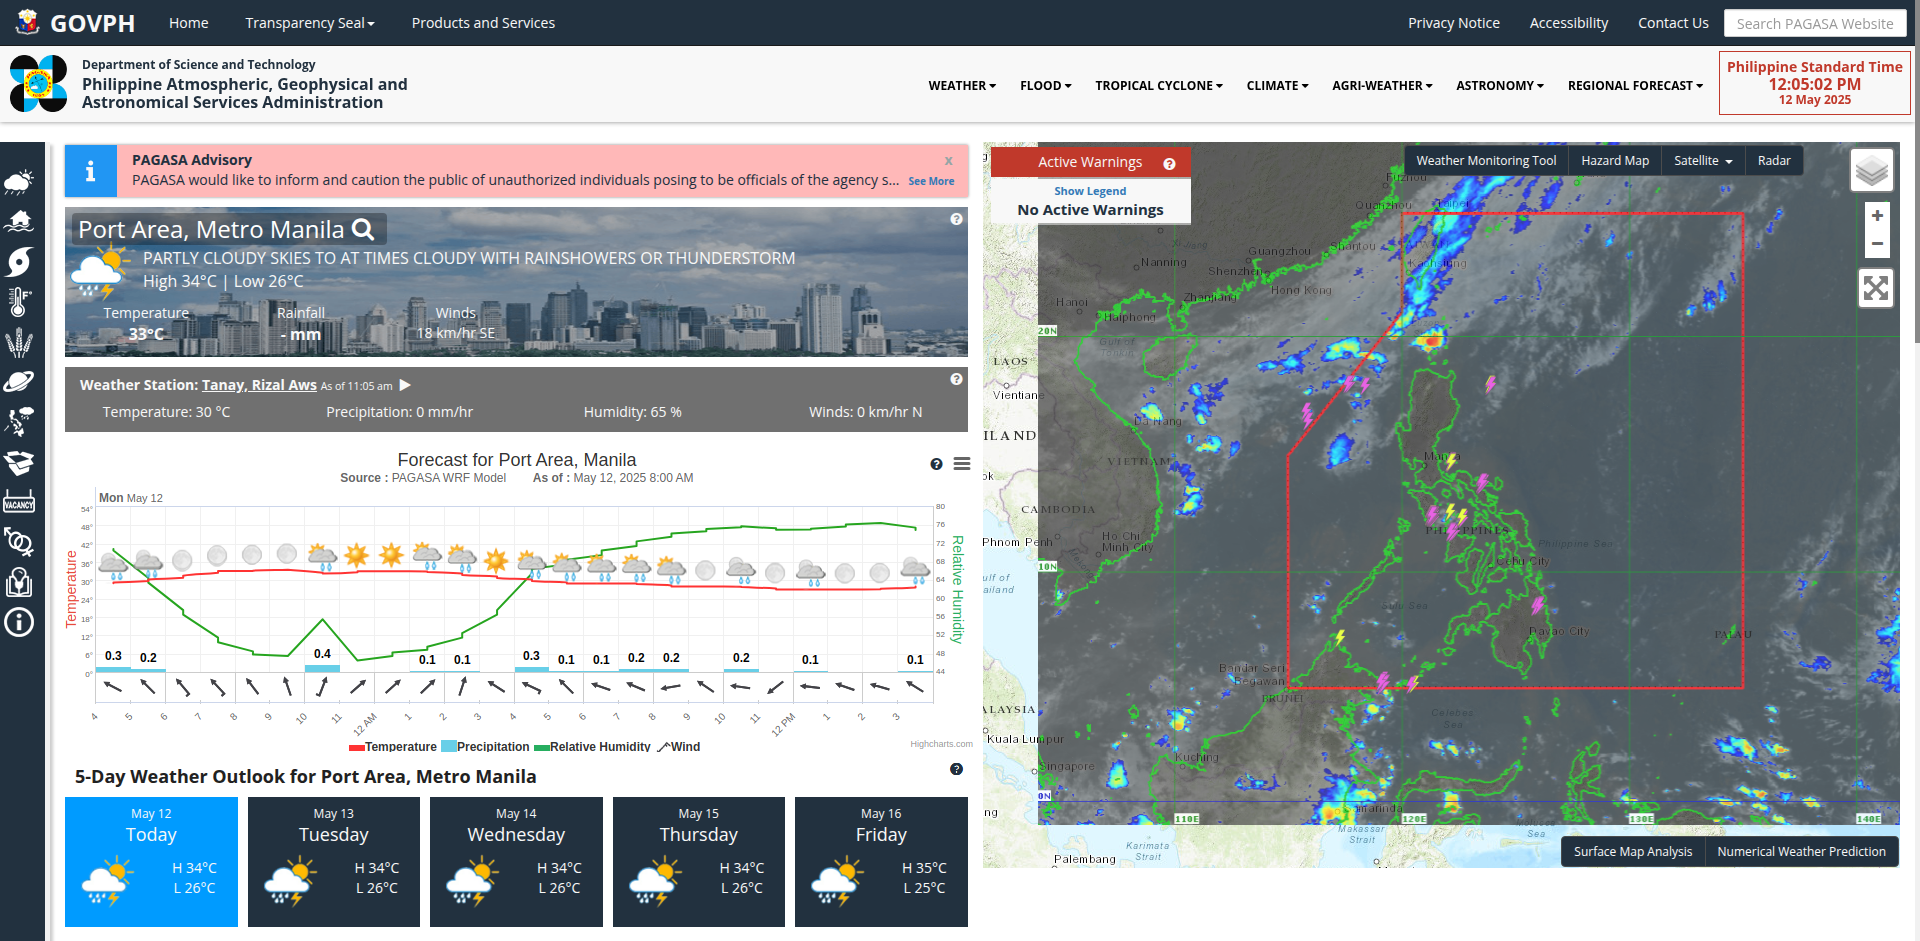 GOVPH
Home
Transparency Seal
Products and Services
Privacy Notice
Accessibility
Contact Us
Search PAGASA Website
Department of Science and Technology
Philippine Atmospheric, Geophysical and
Astronomical Services Administration
WEATHER
FLOOD
TROPICAL CYCLONE
CLIMATE
AGRI-WEATHER
ASTRONOMY
REGIONAL FORECAST
Philippine Standard Time
12:05:02 PM
12 May 2025
PAGASA Advisory
x
PAGASA would like to inform and caution the public of unauthorized individuals posing to be officials of the agency s... See More
Port Area, Metro Manila
PARTLY CLOUDY SKIES TO AT TIMES CLOUDY WITH RAINSHOWERS OR THUNDERSTORM
High 34°C | Low 26°C
Temperature Rainfall Winds
33°C - mm 18 km/hr SE
Weather Station: Tanay, Rizal Aws As of 11:05 am
Temperature: 30 °C Precipitation: 0 mm/hr Humidity: 65 % Winds: 0 km/hr N
Forecast for Port Area, Manila
Source : PAGASA WRF Model As of : May 12, 2025 8:00 AM
Mon May 12
Temperature
54°
48°
42°
36°
30°
24°
18°
12°
6°
0°
80
76
72
68
64
60
56
52
48
44
Relative Humidity
0.3 0.2 0.4 0.1 0.1 0.3 0.1 0.1 0.2 0.2 0.2 0.1 0.1
4 5 6 7 8 9 10 11 12 AM 1 2 3 4 5 6 7 8 9 10 11 12 PM 1 2 3
Temperature Precipitation Relative Humidity Wind
Highcharts.com
5-Day Weather Outlook for Port Area, Metro Manila
May 12
Today
H 34°C
L 26°C
May 13
Tuesday
H 34°C
L 26°C
May 14
Wednesday
H 34°C
L 26°C
May 15
Thursday
H 34°C
L 26°C
May 16
Friday
H 35°C
L 25°C
VACANCY
Active Warnings
Show Legend
No Active Warnings
Weather Monitoring Tool
Hazard Map
Satellite
Radar
+
−
Fuzhou
Quanzhou
Taipei
Guangzhou
Shantou
Nanning
Shenzhen
Kaohsiung
Hong Kong
Zhanjiang
Hanoi
Haiphong
20N
Gulf of
Tonkin
LAOS
Vientiane
Da Nang
ILAND
Manila
VIETNAM
ok
CAMBODIA
PHILIPPINES
Phnom Penh
Ho Chi
Minh City
Philippine Sea
10N
Cebu City
ulf of
ailand
Sulu Sea
Davao City
PALAU
Bandar Seri
Begawan
BRUNEI
ALAYSIA
Celebes
Sea
Kuala Lumpur
Kuching
Singapore
0N
ng
110E
120E
130E
140E
Makassar
Strait
Sea
Karimata
Strait
Palembang
Surface Map Analysis
Numerical Weather Prediction